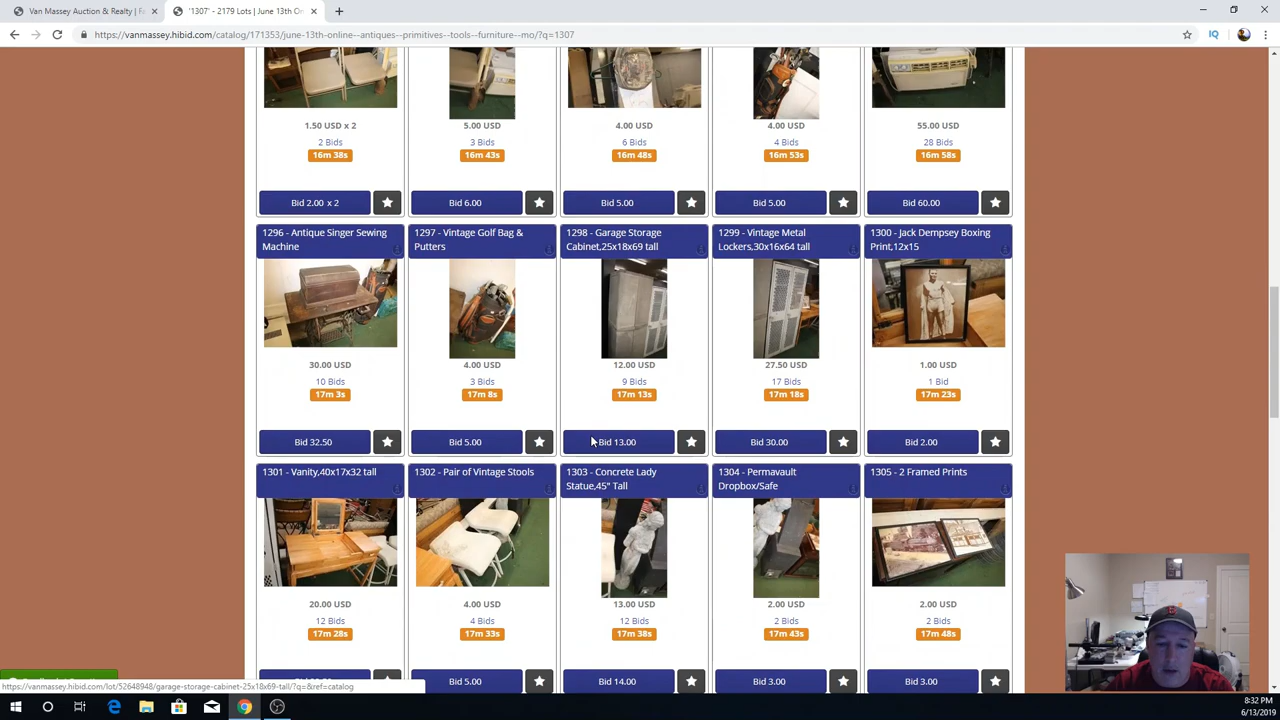 Van Massey Auction & Realty | Fa
'1307' - 2179 Lots | June 13th On
https://vanmassey.hibid.com/catalog/171353/june-13th-online--antiques--primitives--tools--furniture--mo/?q=1307
1.50 USD x 2
5.00 USD
4.00 USD
4.00 USD
55.00 USD
2 Bids
3 Bids
6 Bids
4 Bids
28 Bids
16m 38s
16m 43s
16m 48s
16m 53s
16m 58s
Bid 2.00 x 2
Bid 6.00
Bid 5.00
Bid 5.00
Bid 60.00
1296 - Antique Singer Sewing
Machine
1297 - Vintage Golf Bag &
Putters
1298 - Garage Storage
Cabinet,25x18x69 tall
1299 - Vintage Metal
Lockers,30x16x64 tall
1300 - Jack Dempsey Boxing
Print,12x15
30.00 USD
4.00 USD
12.00 USD
27.50 USD
1.00 USD
10 Bids
3 Bids
9 Bids
17 Bids
1 Bid
17m 3s
17m 8s
17m 13s
17m 18s
17m 23s
Bid 32.50
Bid 5.00
Bid 13.00
Bid 30.00
Bid 2.00
1301 - Vanity,40x17x32 tall
1302 - Pair of Vintage Stools
1303 - Concrete Lady
Statue,45" Tall
1304 - Permavault
Dropbox/Safe
1305 - 2 Framed Prints
20.00 USD
4.00 USD
13.00 USD
2.00 USD
2.00 USD
12 Bids
4 Bids
12 Bids
2 Bids
2 Bids
17m 28s
17m 33s
17m 38s
17m 43s
17m 48s
Bid 5.00
Bid 14.00
Bid 3.00
Bid 3.00
https://vanmassey.hibid.com/lot/52648948/garage-storage-cabinet-25x18x69-tall/?q=&ref=catalog
8:32 PM
6/13/2019